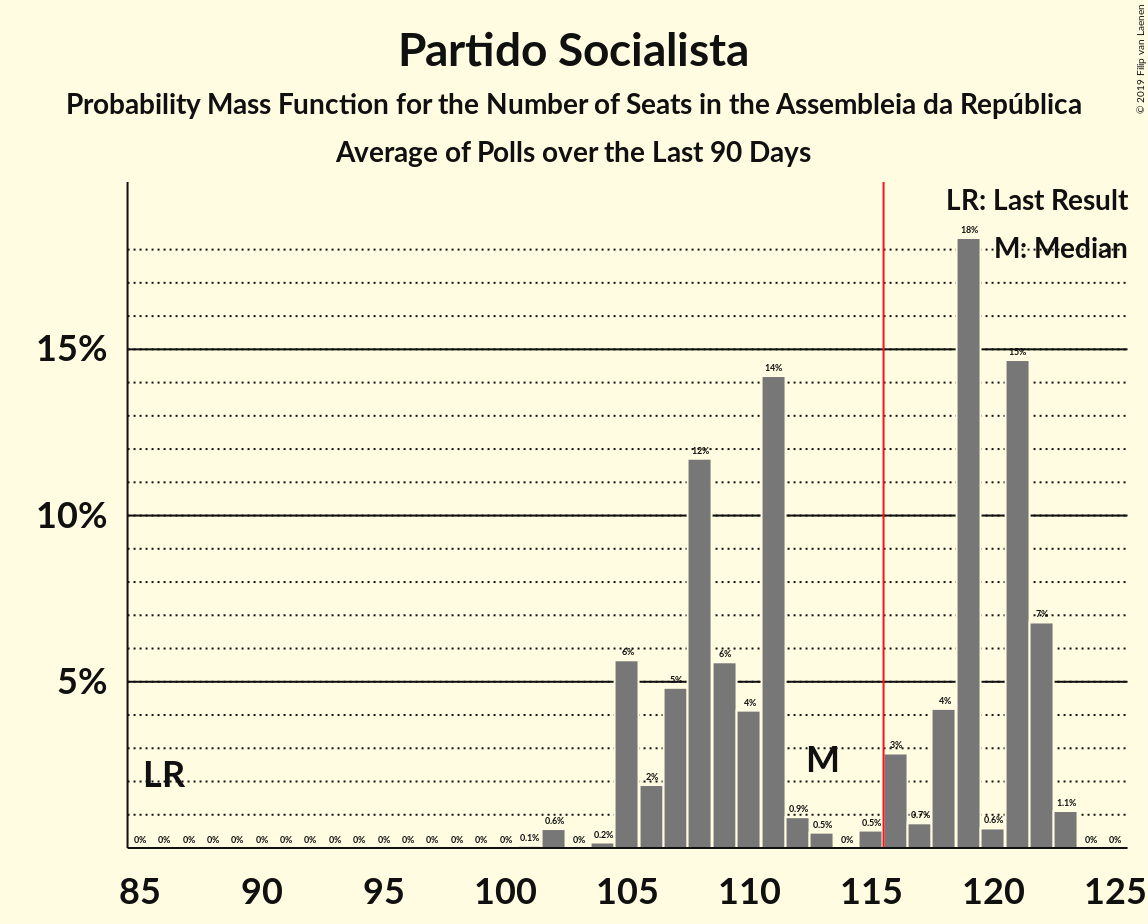 © 2019 Filip van Laenen
Partido Socialista
Probability Mass Function for the Number of Seats in the Assembleia da República
Average of Polls over the Last 90 Days
LR: Last Result
M: Median
18%
15%
15%
14%
12%
10%
6%
6%
5%
7%
5%
4%
4%
LR
M
3%
2%
0% 0% 0% 0% 0% 0% 0% 0% 0% 0% 0% 0% 0% 0% 0% 0% 0.1% 0.6% 0% 0.2% 0.9% 0.5% 0% 0.5% 0.7% 0.6% 1.1% 0% 0%
85 90 95 100 105 110 115 120 125